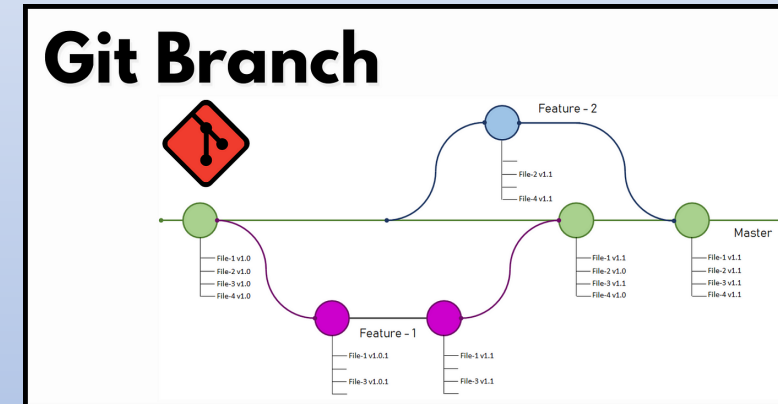 Git Branch
Feature - 2
File-2 v1.1
File-4 v1.1
Master
File-1 v1.0
File-2 v1.0
File-3 v1.0
File-4 v1.0
File-1 v1.1
File-2 v1.0
File-3 v1.1
File-4 v1.0
File-1 v1.1
File-2 v1.1
File-3 v1.1
File-4 v1.1
Feature - 1
File-1 v1.0.1
File-3 v1.0.1
File-1 v1.1
File-3 v1.1